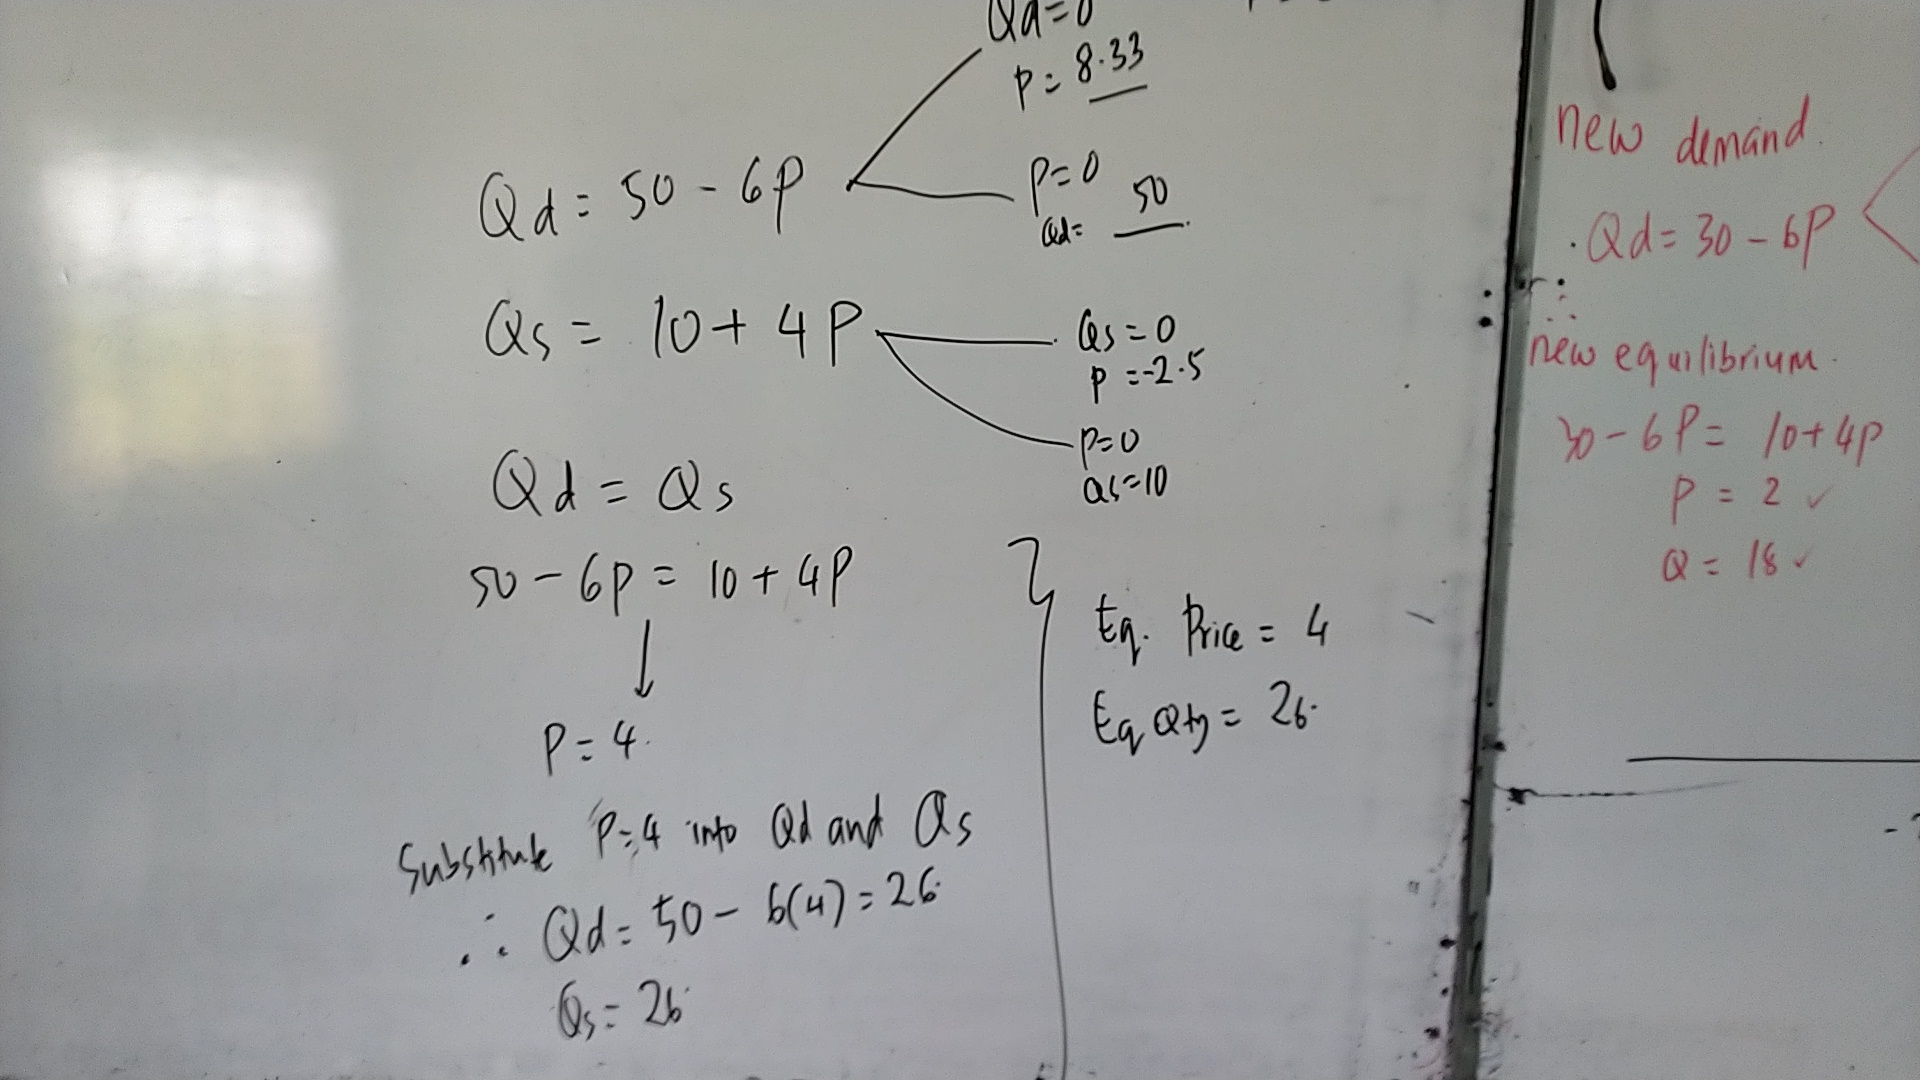 Qd=0
P= 8.33
Qd = 50 - 6P
P=0
Qd= 50
Qs = 10 + 4P
Qs = 0
P =-2.5
P=0
Qs=10
Qd = Qs
50 - 6P = 10 + 4P
P = 4.
Substitute P=4 into Qd and Qs
∴ Qd = 50 - 6(4) = 26
Qs = 26
Eq. Price = 4
Eq Qty = 26.
new demand.
Qd = 30 - 6P
new equilibrium.
30 - 6P = 10 + 4P
P = 2 ✓
Q = 18 ✓